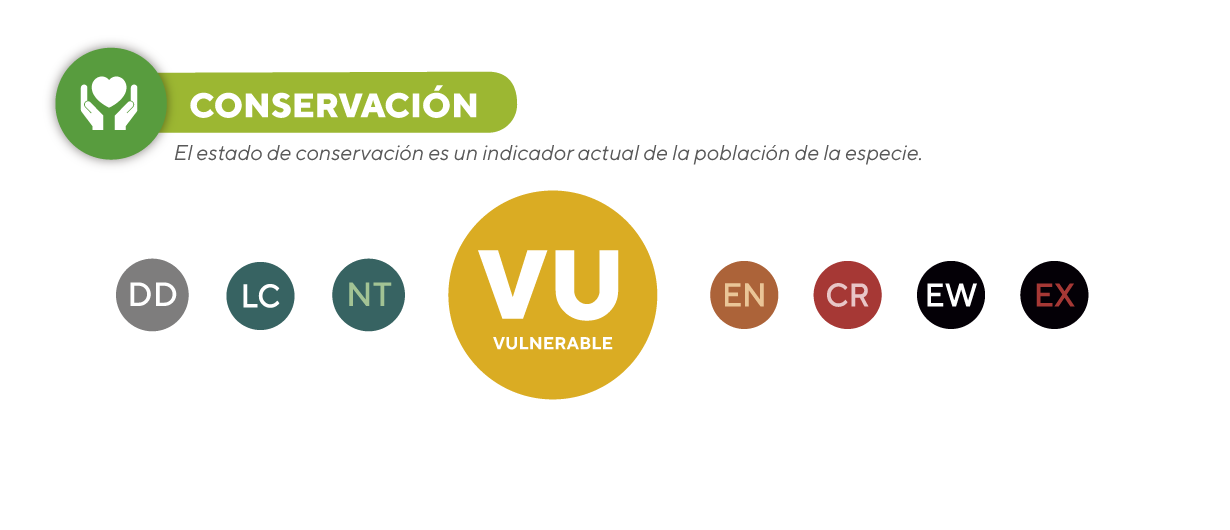 CONSERVACIÓN
El estado de conservación es un indicador actual de la población de la especie.
DD LC NT VU EN CR EW EX
VULNERABLE